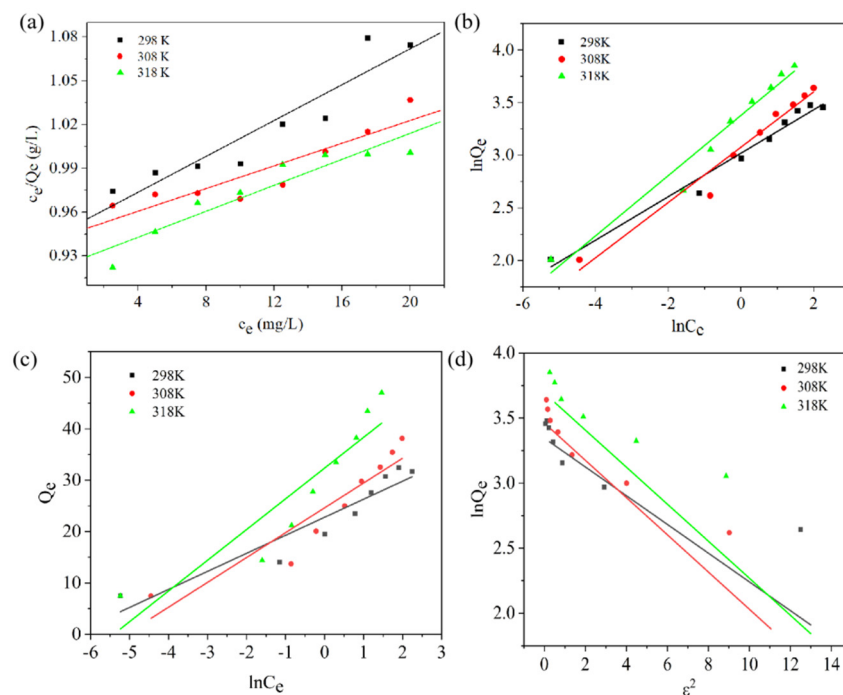 (a)
298 K
308 K
318 K
1.08
1.05
1.02
0.99
0.96
0.93
4 8 12 16 20
ce/Qe (g/L)
ce (mg/L)
(b)
298K
308K
318K
4.0
3.5
3.0
2.5
2.0
-6 -4 -2 0 2
lnQe
lnCe
(c)
298K
308K
318K
50
40
30
20
10
0
-6 -5 -4 -3 -2 -1 0 1 2 3
Qe
lnCe
(d)
298K
308K
318K
4.0
3.5
3.0
2.5
2.0
0 2 4 6 8 10 12 14
lnQe
ε²